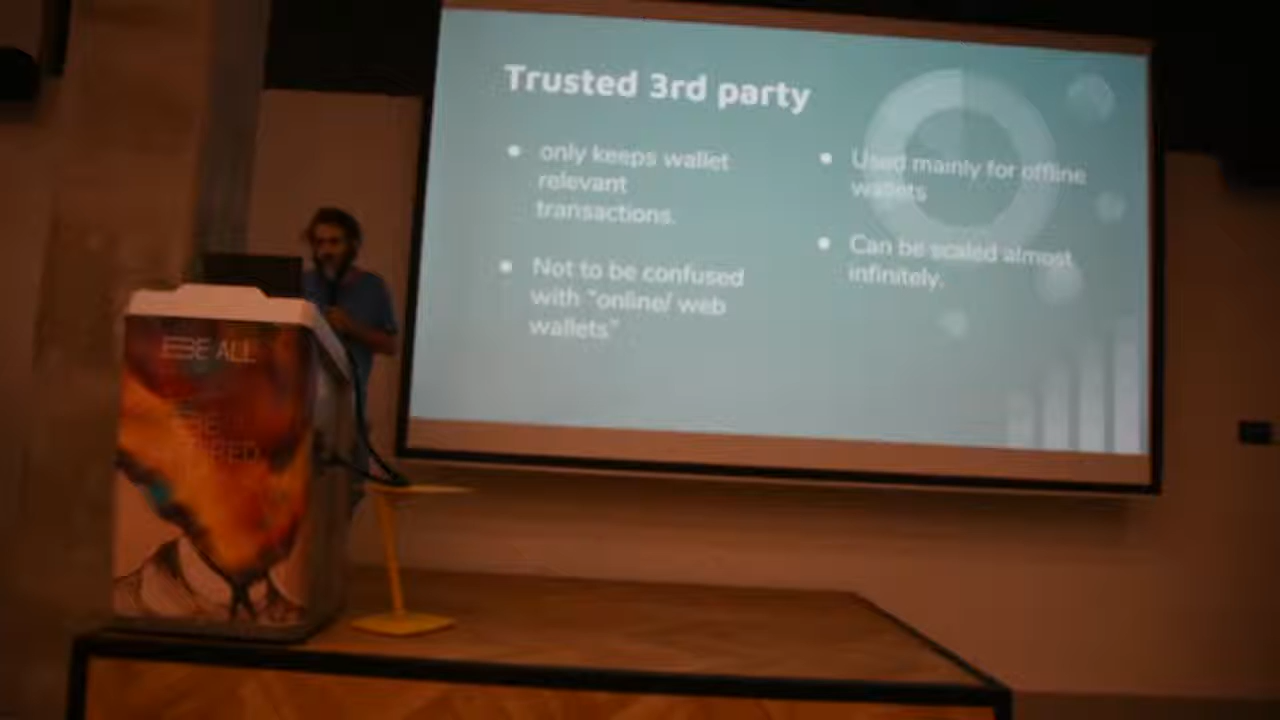 Trusted 3rd party
only keeps wallet
relevant
transactions.
Not to be confused
with "online/ web
wallets"
Used mainly for offline
wallets
Can be scaled almost
infinitely.
BE ALL
BE